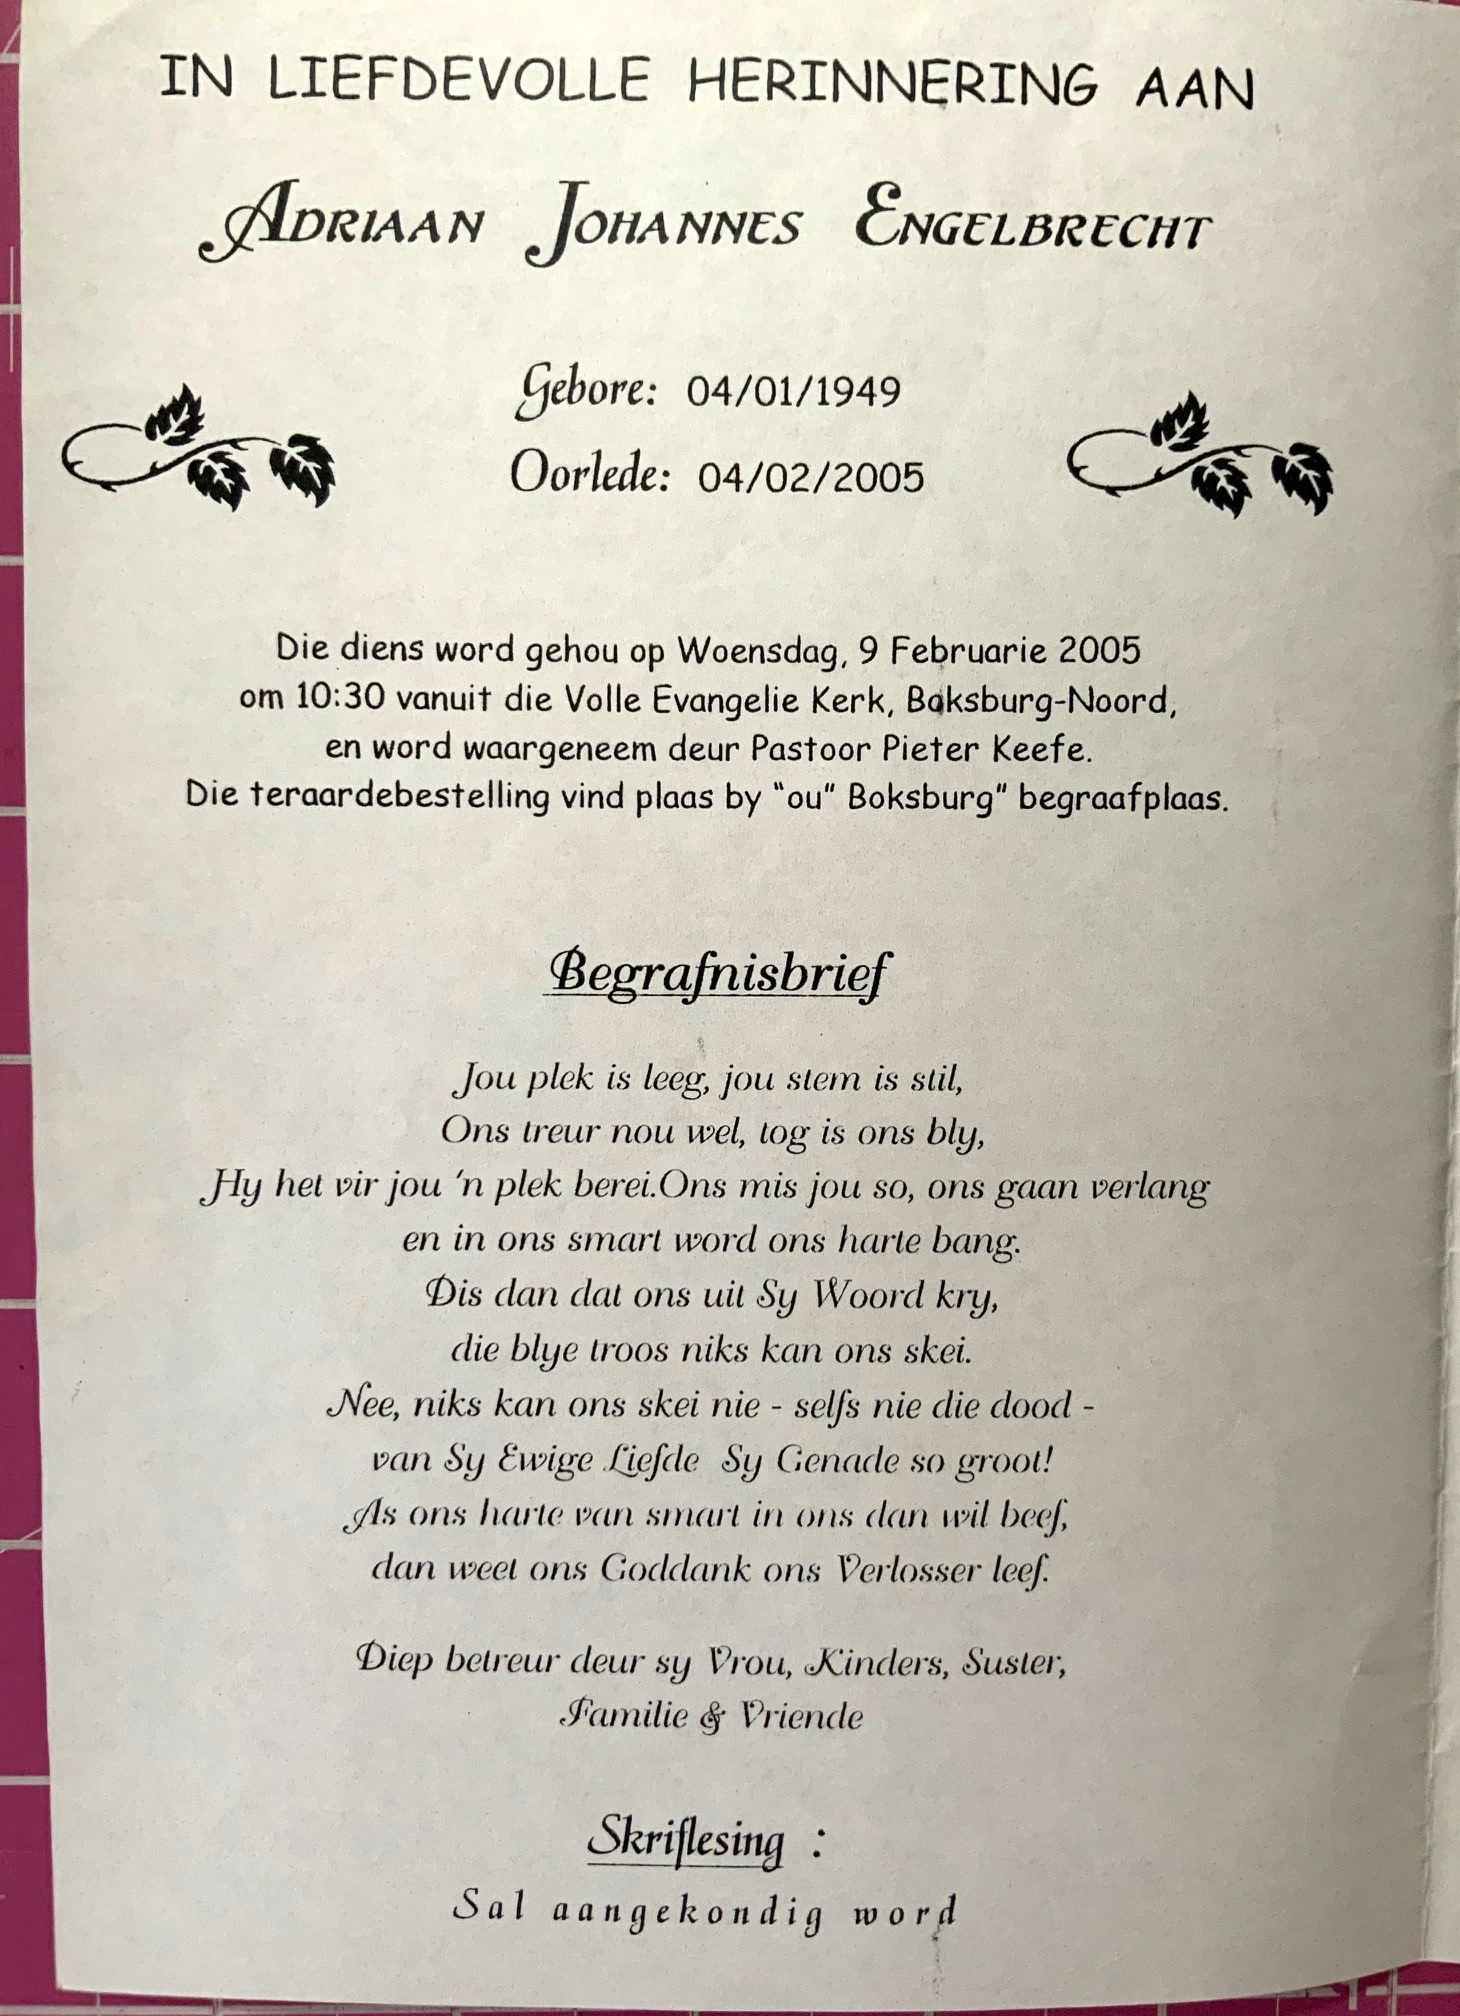 IN LIEFDEVOLLE HERINNERING AAN
ADRIAAN JOHANNES ENGELBRECHT
Gebore: 04/01/1949
Oorlede: 04/02/2005
Die diens word gehou op Woensdag, 9 Februarie 2005
om 10:30 vanuit die Volle Evangelie Kerk, Boksburg-Noord,
en word waargeneem deur Pastoor Pieter Keefe.
Die teraardebestelling vind plaas by "ou" Boksburg" begraafplaas.
Begrafnisbrief
Jou plek is leeg, jou stem is stil,
Ons treur nou wel, tog is ons bly,
Hy het vir jou 'n plek berei.Ons mis jou so, ons gaan verlang
en in ons smart word ons harte bang.
Dis dan dat ons uit Sy Woord kry,
die blye troos niks kan ons skei.
Nee, niks kan ons skei nie - selfs nie die dood -
van Sy Ewige Liefde Sy Genade so groot!
As ons harte van smart in ons dan wil beef,
dan weet ons Goddank ons Verlosser leef.
Diep betreur deur sy Vrou, Kinders, Suster,
Familie & Vriende
Skriflesing :
Sal aangekondig word